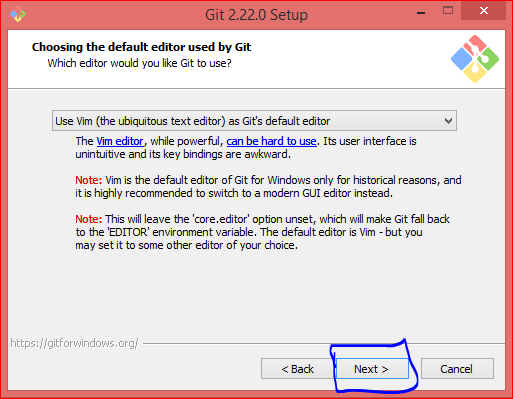 Git 2.22.0 Setup
Choosing the default editor used by Git
Which editor would you like Git to use?
Use Vim (the ubiquitous text editor) as Git's default editor
The Vim editor, while powerful, can be hard to use. Its user interface is
unintuitive and its key bindings are awkward.
Note: Vim is the default editor of Git for Windows only for historical reasons, and
it is highly recommended to switch to a modern GUI editor instead.
Note: This will leave the 'core.editor' option unset, which will make Git fall back
to the 'EDITOR' environment variable. The default editor is Vim - but you
may set it to some other editor of your choice.
https://gitforwindows.org/
< Back
Next >
Cancel